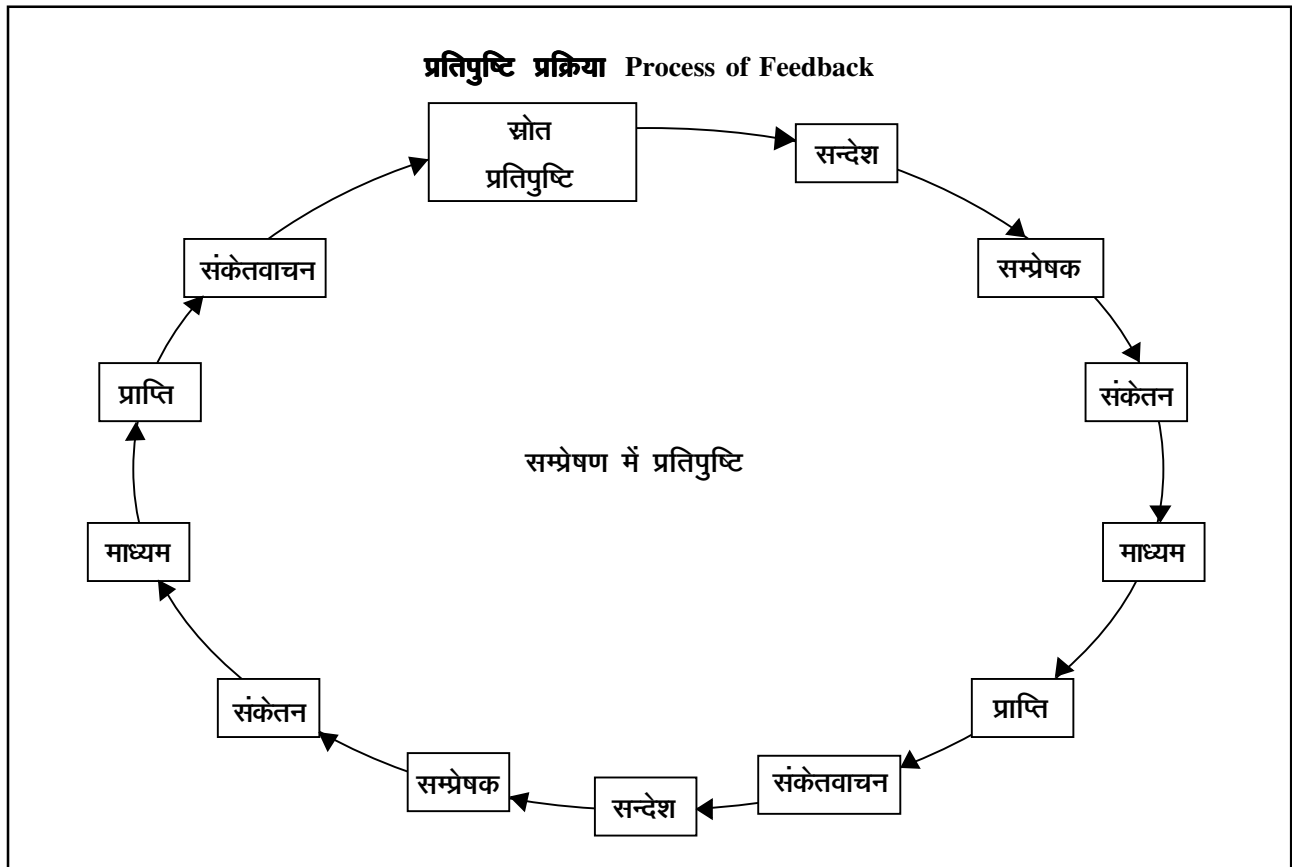 प्रतिपुष्टि प्रक्रिया Process of Feedback
स्रोत
प्रतिपुष्टि
सन्देश
सम्प्रेषक
संकेतन
माध्यम
प्राप्ति
संकेतवाचन
सन्देश
सम्प्रेषक
संकेतन
माध्यम
प्राप्ति
संकेतवाचन
सम्प्रेषण में प्रतिपुष्टि